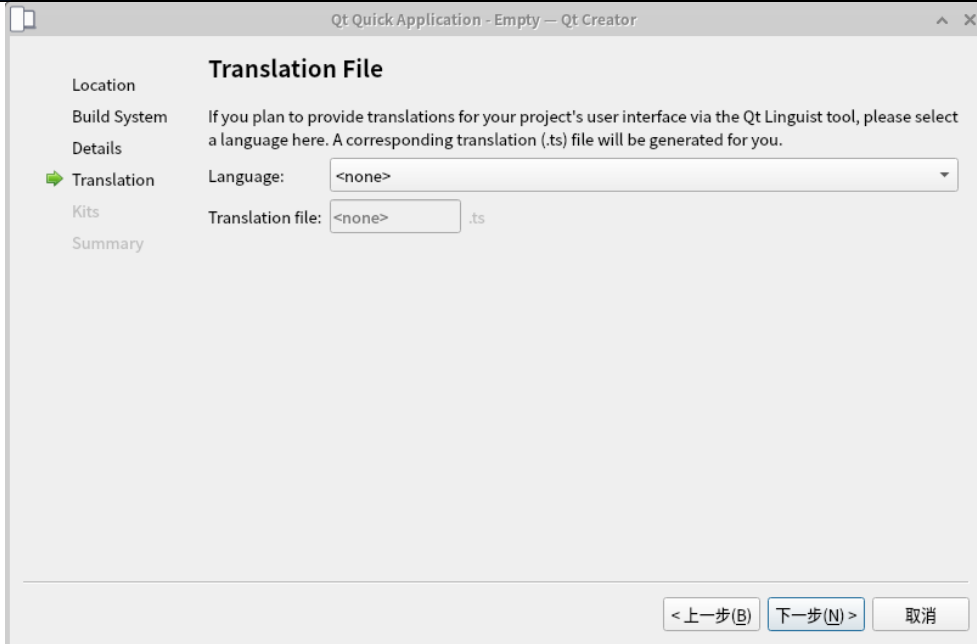 Qt Quick Application - Empty — Qt Creator
Location
Build System
Details
Translation
Kits
Summary
Translation File
If you plan to provide translations for your project's user interface via the Qt Linguist tool, please select
a language here. A corresponding translation (.ts) file will be generated for you.
Language: <none>
Translation file: <none> .ts
< 上一步(B) 下一步(N) > 取消